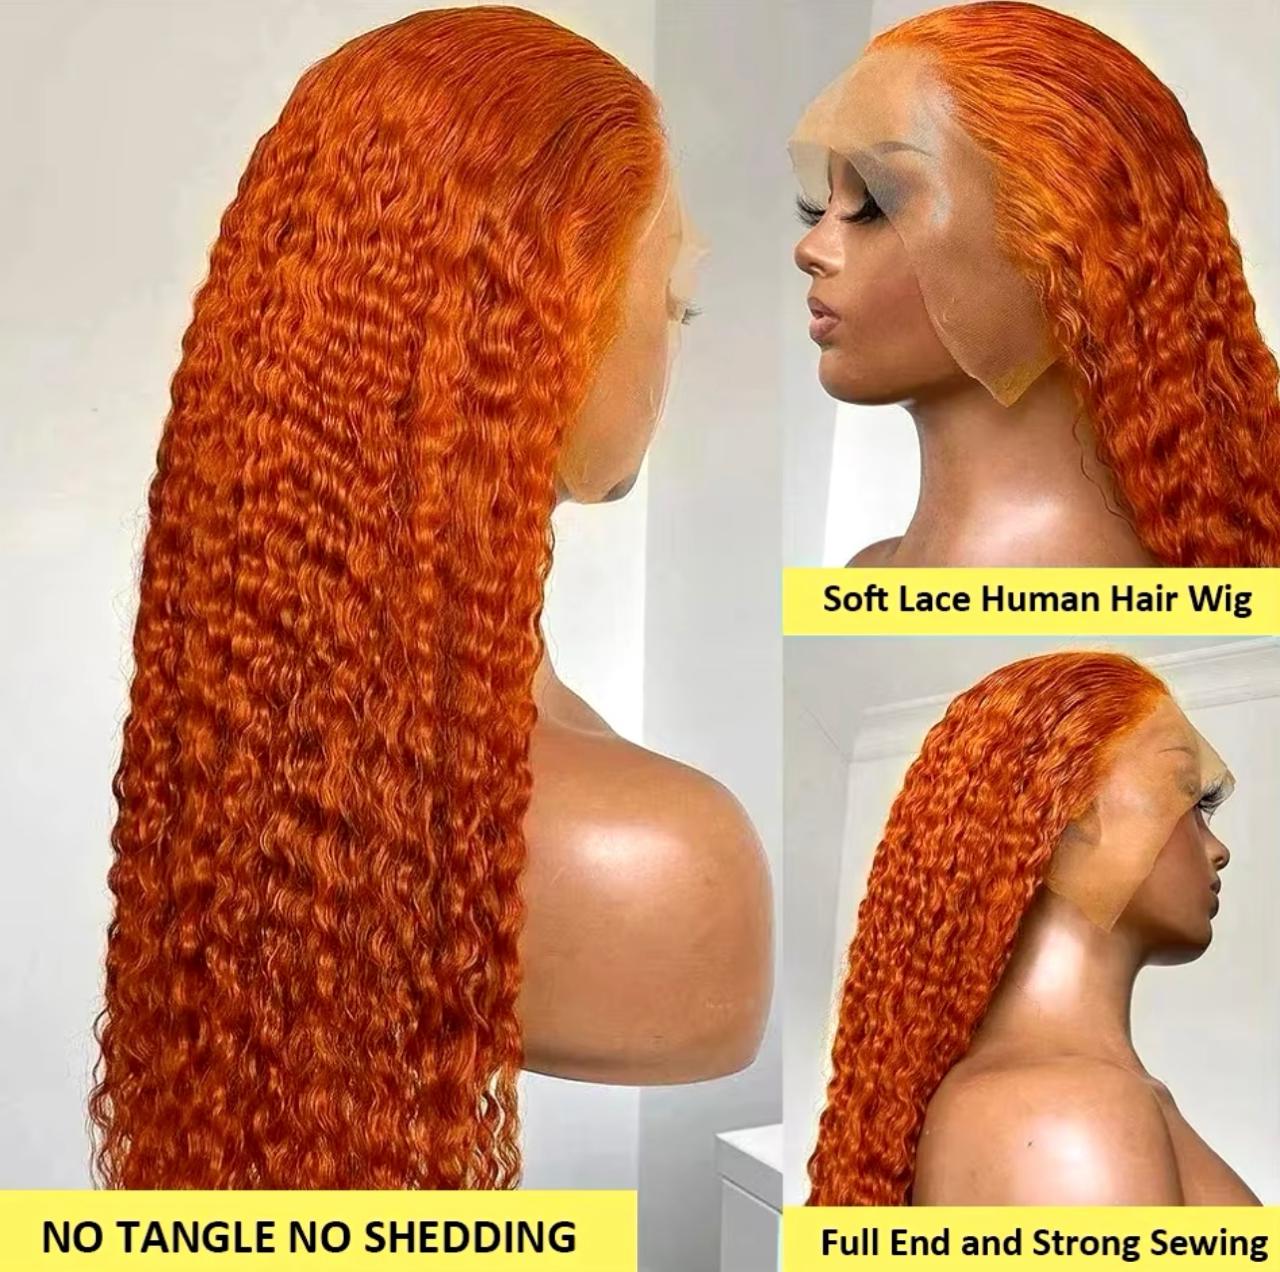 Soft Lace Human Hair Wig
NO TANGLE NO SHEDDING
Full End and Strong Sewing